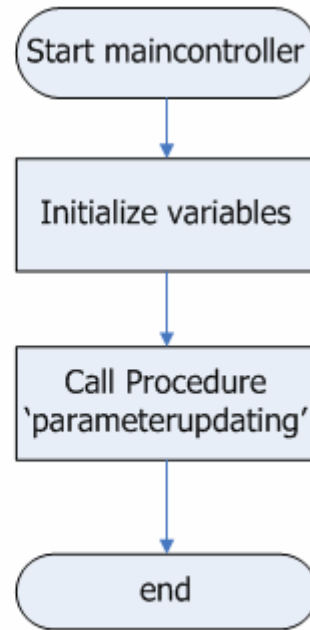 Start maincontroller
Initialize variables
Call Procedure
‘parameterupdating’
end